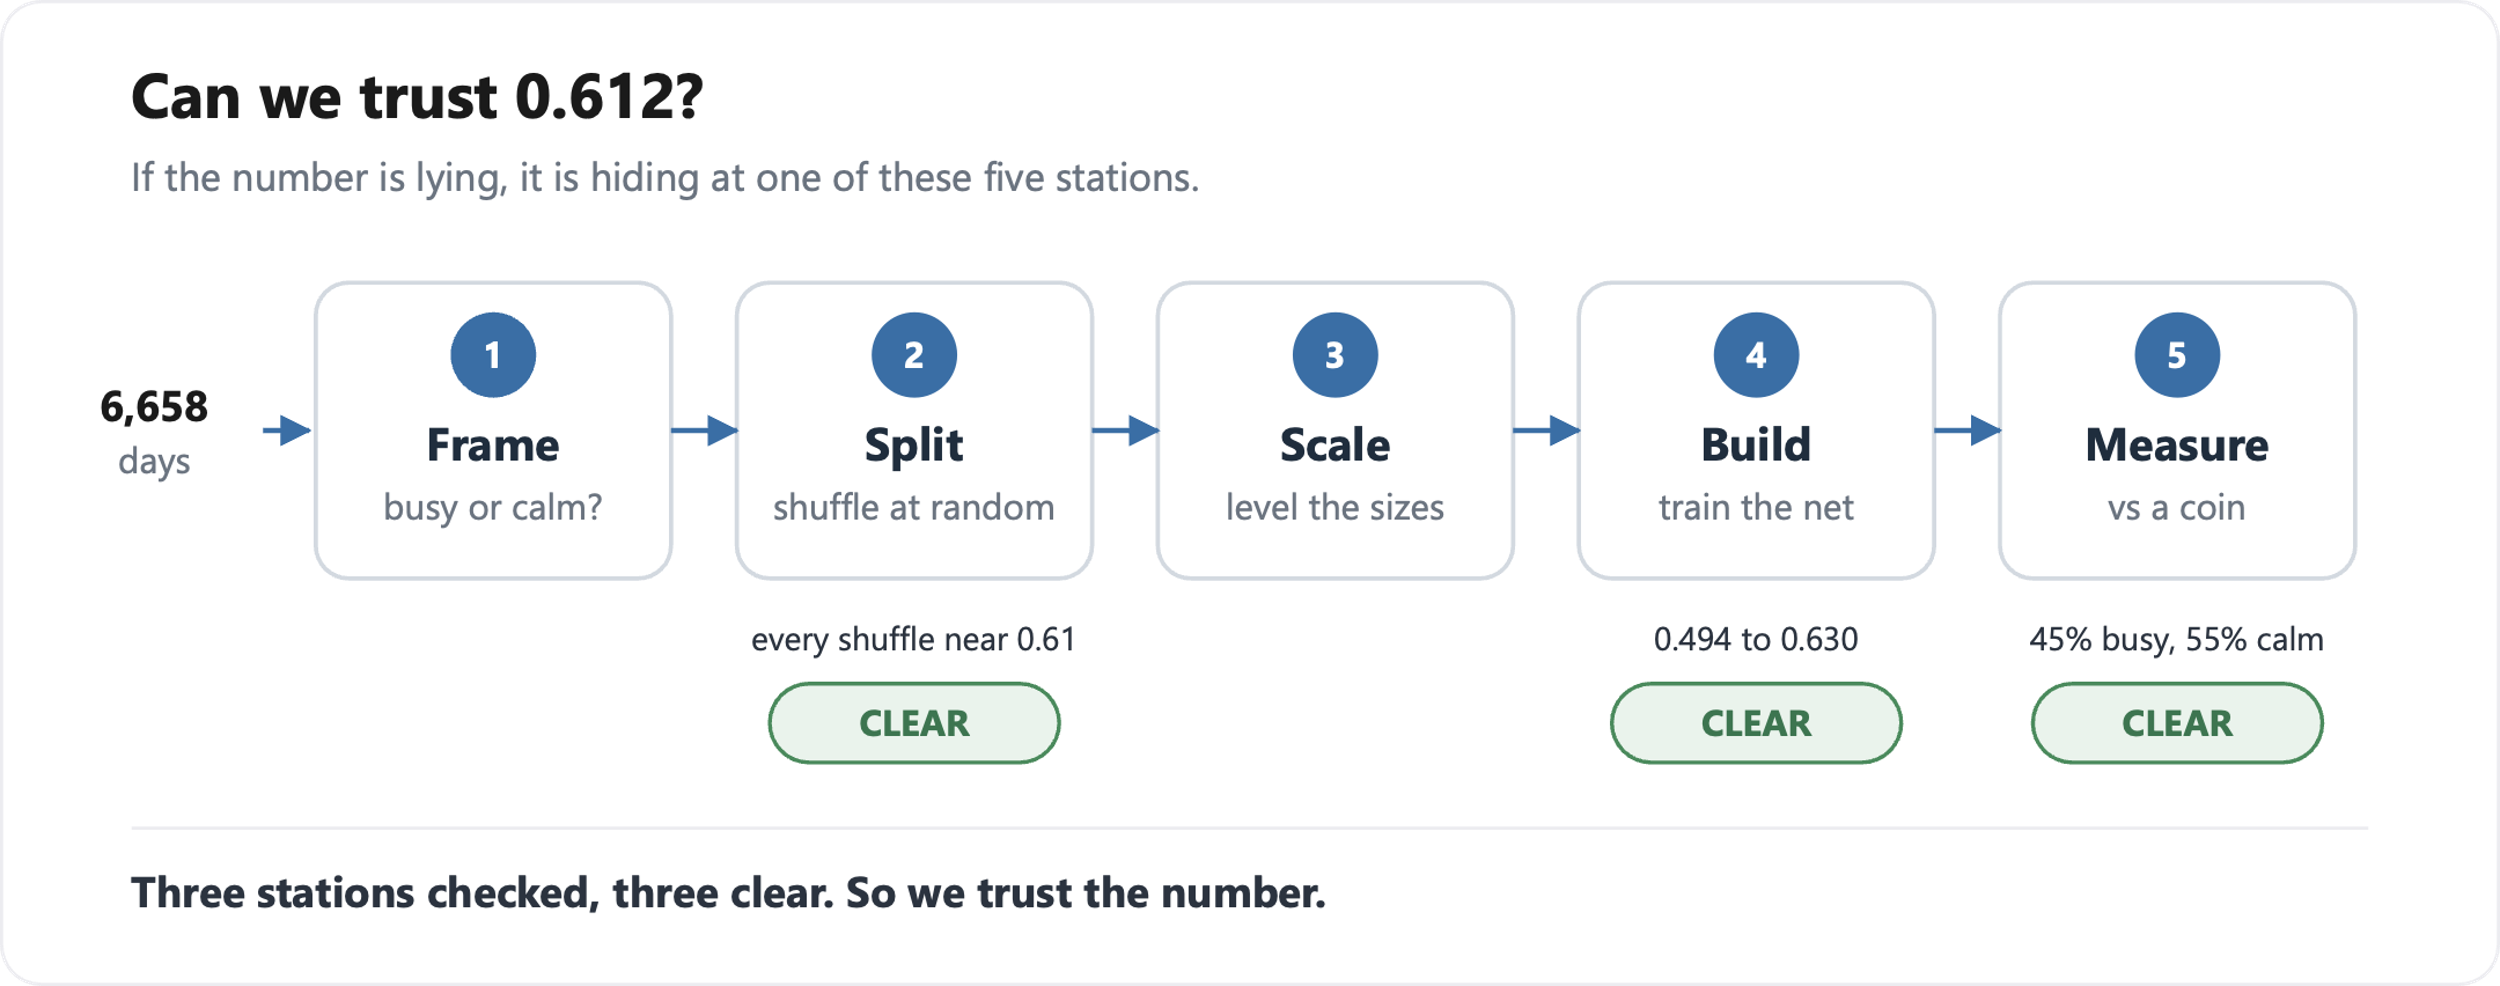 Can we trust 0.612?
If the number is lying, it is hiding at one of these five stations.
6,658
days
1
Frame
busy or calm?
2
Split
shuffle at random
3
Scale
level the sizes
4
Build
train the net
5
Measure
vs a coin
every shuffle near 0.61
CLEAR
0.494 to 0.630
CLEAR
45% busy, 55% calm
CLEAR
Three stations checked, three clear. So we trust the number.